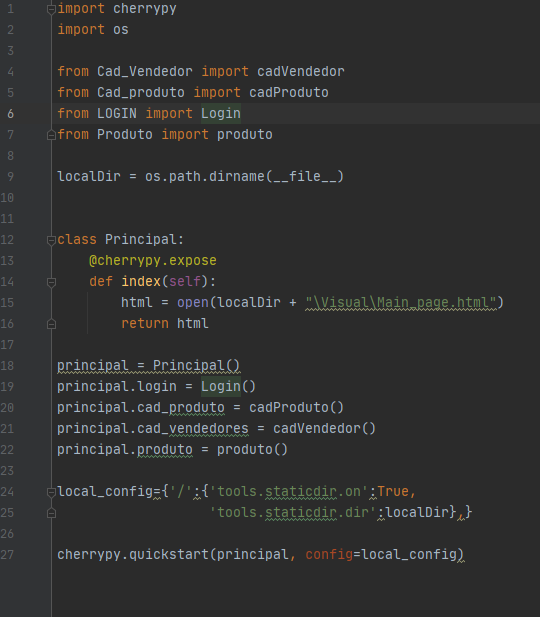 1 import cherrypy
2 import os
3
4 from Cad_Vendedor import cadVendedor
5 from Cad_produto import cadProduto
6 from LOGIN import Login
7 from Produto import produto
8
9 localDir = os.path.dirname(__file__)
10
11
12 class Principal:
13     @cherrypy.expose
14     def index(self):
15         html = open(localDir + "\Visual\Main_page.html")
16         return html
17
18 principal = Principal()
19 principal.login = Login()
20 principal.cad_produto = cadProduto()
21 principal.cad_vendedores = cadVendedor()
22 principal.produto = produto()
23
24 local_config={'/':{'tools.staticdir.on':True,
25                    'tools.staticdir.dir':localDir},}
26
27 cherrypy.quickstart(principal, config=local_config)